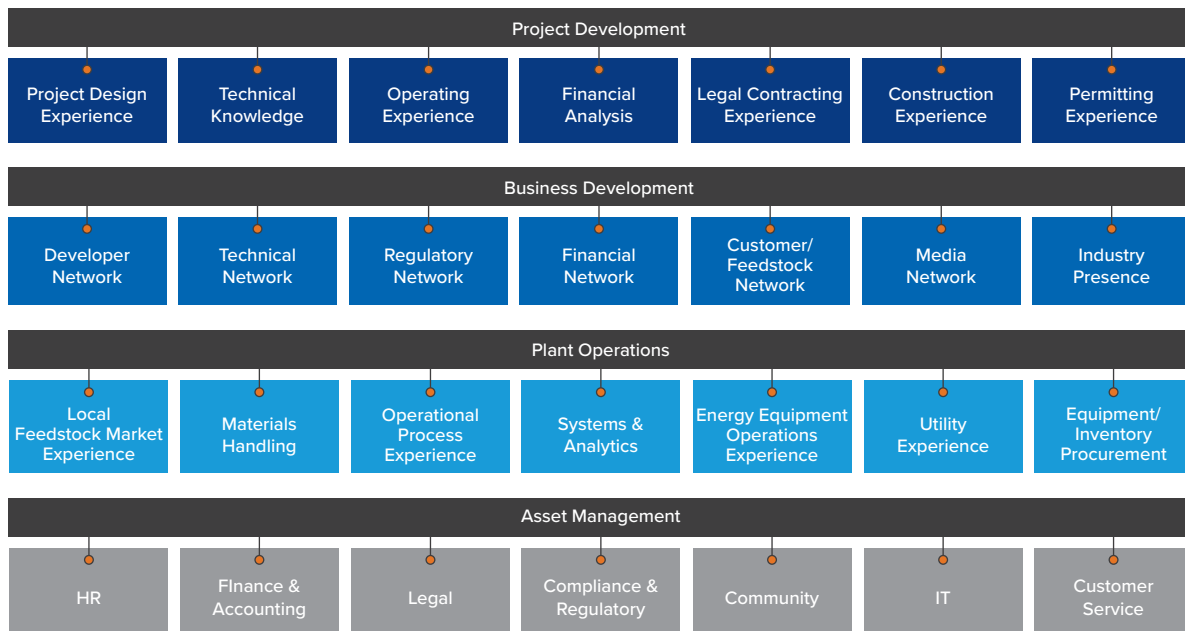 Project Development
Project Design
Experience
Technical
Knowledge
Operating
Experience
Financial
Analysis
Legal Contracting
Experience
Construction
Experience
Permitting
Experience
Business Development
Developer
Network
Technical
Network
Regulatory
Network
Financial
Network
Customer/
Feedstock
Network
Media
Network
Industry
Presence
Plant Operations
Local
Feedstock Market
Experience
Materials
Handling
Operational
Process
Experience
Systems &
Analytics
Energy Equipment
Operations
Experience
Utility
Experience
Equipment/
Inventory
Procurement
Asset Management
HR
FInance &
Accounting
Legal
Compliance &
Regulatory
Community
IT
Customer
Service